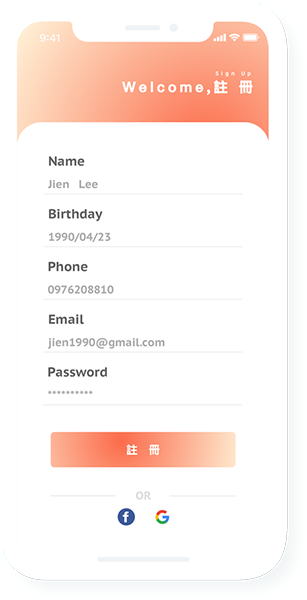 9:41
Sign Up
Welcome,註 冊
Name
Jien Lee
Birthday
1990/04/23
Phone
0976208810
Email
jien1990@gmail.com
Password
••••••••••
註 冊
OR